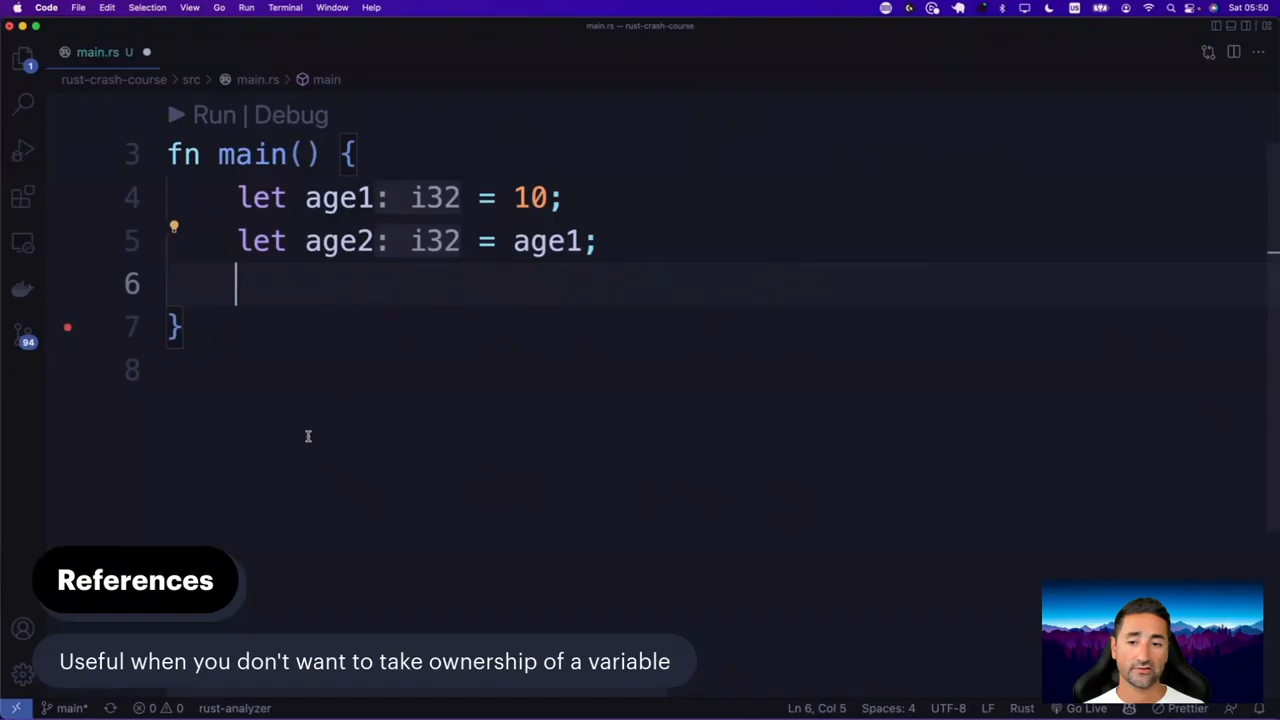 Code File Edit Selection View Go Run Terminal Window Help
Sat 05:50
main.rs — rust-crash-course
main.rs U
rust-crash-course > src > main.rs > main
1
Run | Debug
3 fn main() {
4 let age1: i32 = 10;
5 let age2: i32 = age1;
6
7 }
8
94
References
Useful when you don't want to take ownership of a variable
main* 0 0 rust-analyzer
Ln 6, Col 5 Spaces: 4 UTF-8 LF Rust Go Live Prettier